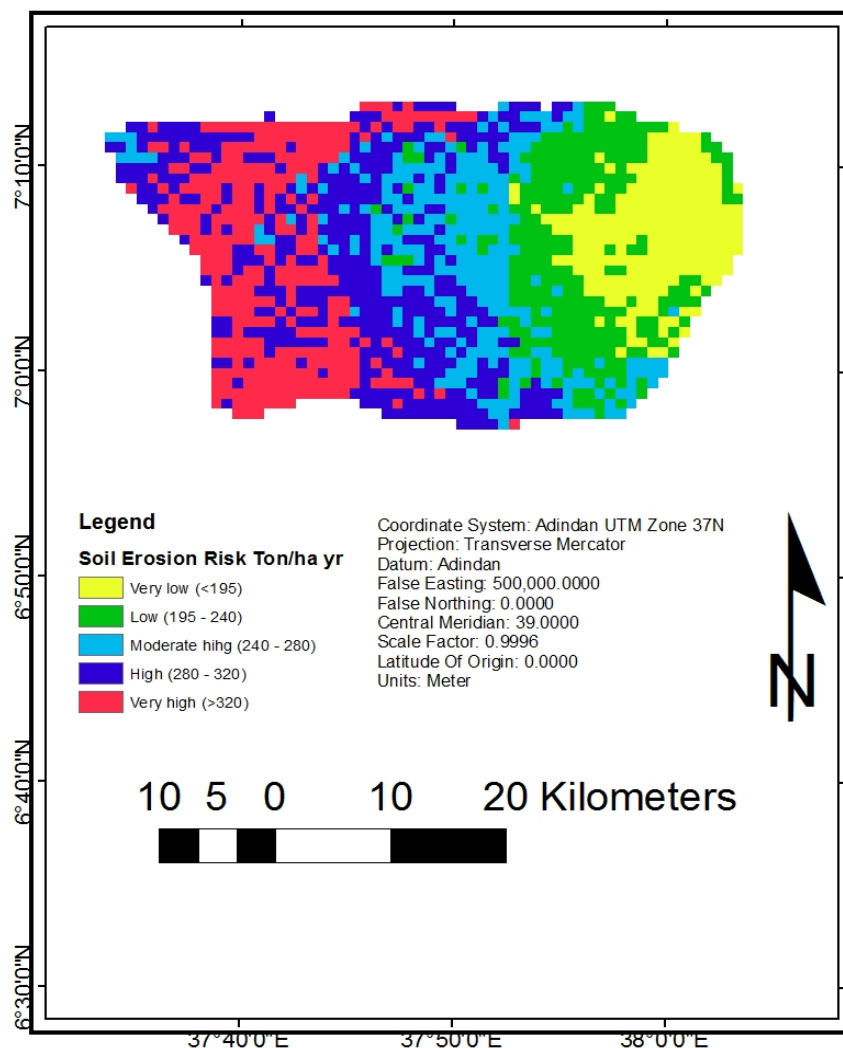 7°10'0"N
7°0'0"N
6°50'0"N
6°40'0"N
6°30'0"N
Legend
Soil Erosion Risk Ton/ha yr
Very low (<195)
Low (195 - 240)
Moderate hihg (240 - 280)
High (280 - 320)
Very high (>320)
Coordinate System: Adindan UTM Zone 37N
Projection: Transverse Mercator
Datum: Adindan
False Easting: 500,000.0000
False Northing: 0.0000
Central Meridian: 39.0000
Scale Factor: 0.9996
Latitude Of Origin: 0.0000
Units: Meter
N
10 5 0 10 20 Kilometers
37°40'0"E 37°50'0"E 38°0'0"E